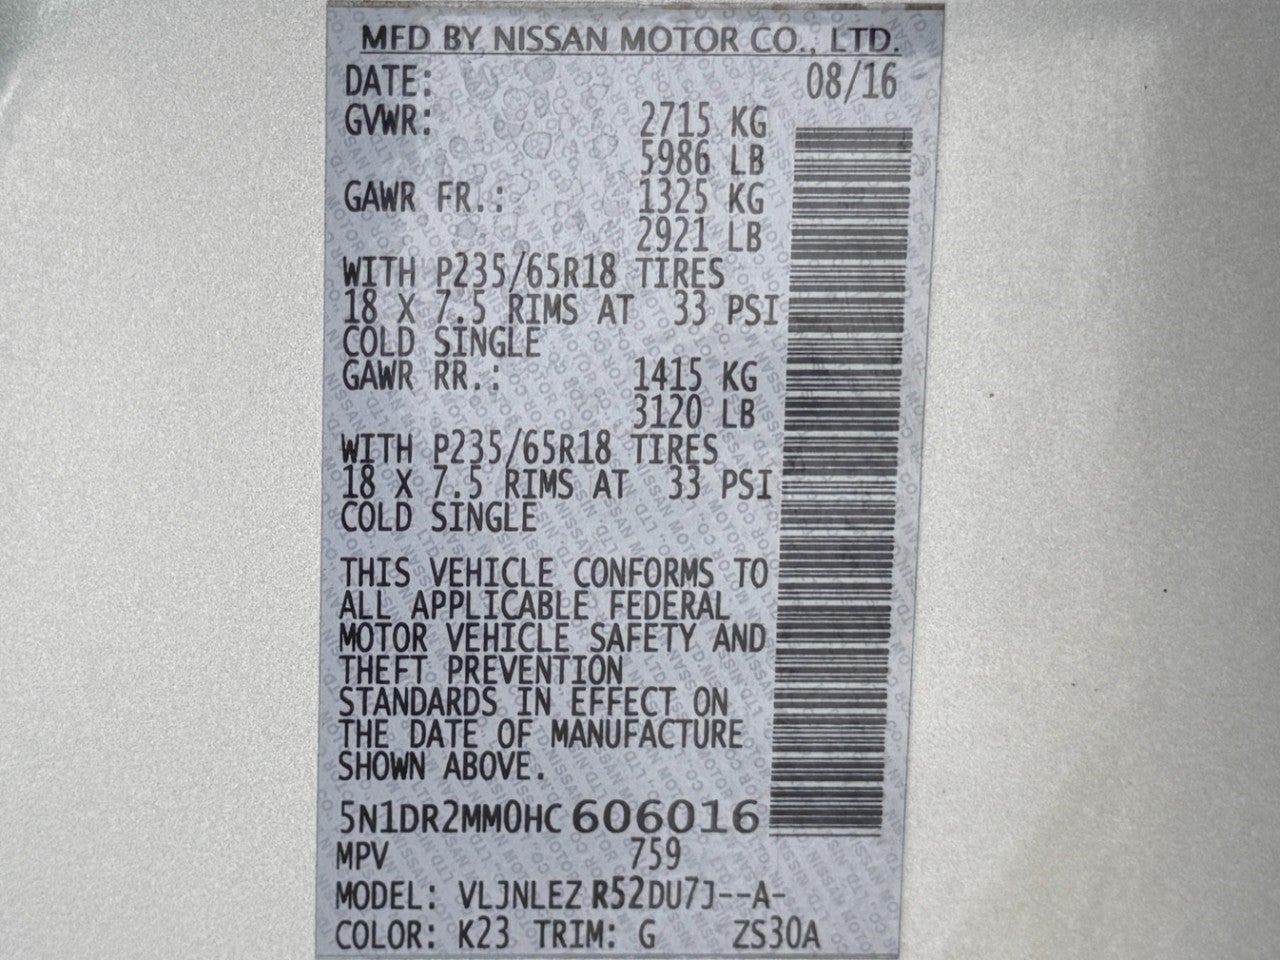 MFD BY NISSAN MOTOR CO., LTD.
DATE: 08/16
GVWR: 2715 KG
5986 LB
GAWR FR.: 1325 KG
2921 LB
WITH P235/65R18 TIRES
18 X 7.5 RIMS AT 33 PSI
COLD SINGLE
GAWR RR.: 1415 KG
3120 LB
WITH P235/65R18 TIRES
18 X 7.5 RIMS AT 33 PSI
COLD SINGLE
THIS VEHICLE CONFORMS TO
ALL APPLICABLE FEDERAL
MOTOR VEHICLE SAFETY AND
THEFT PREVENTION
STANDARDS IN EFFECT ON
THE DATE OF MANUFACTURE
SHOWN ABOVE.
5N1DR2MM0HC606016
MPV 759
MODEL: VLJNLEZ R52DU7J--A-
COLOR: K23 TRIM: G ZS30A